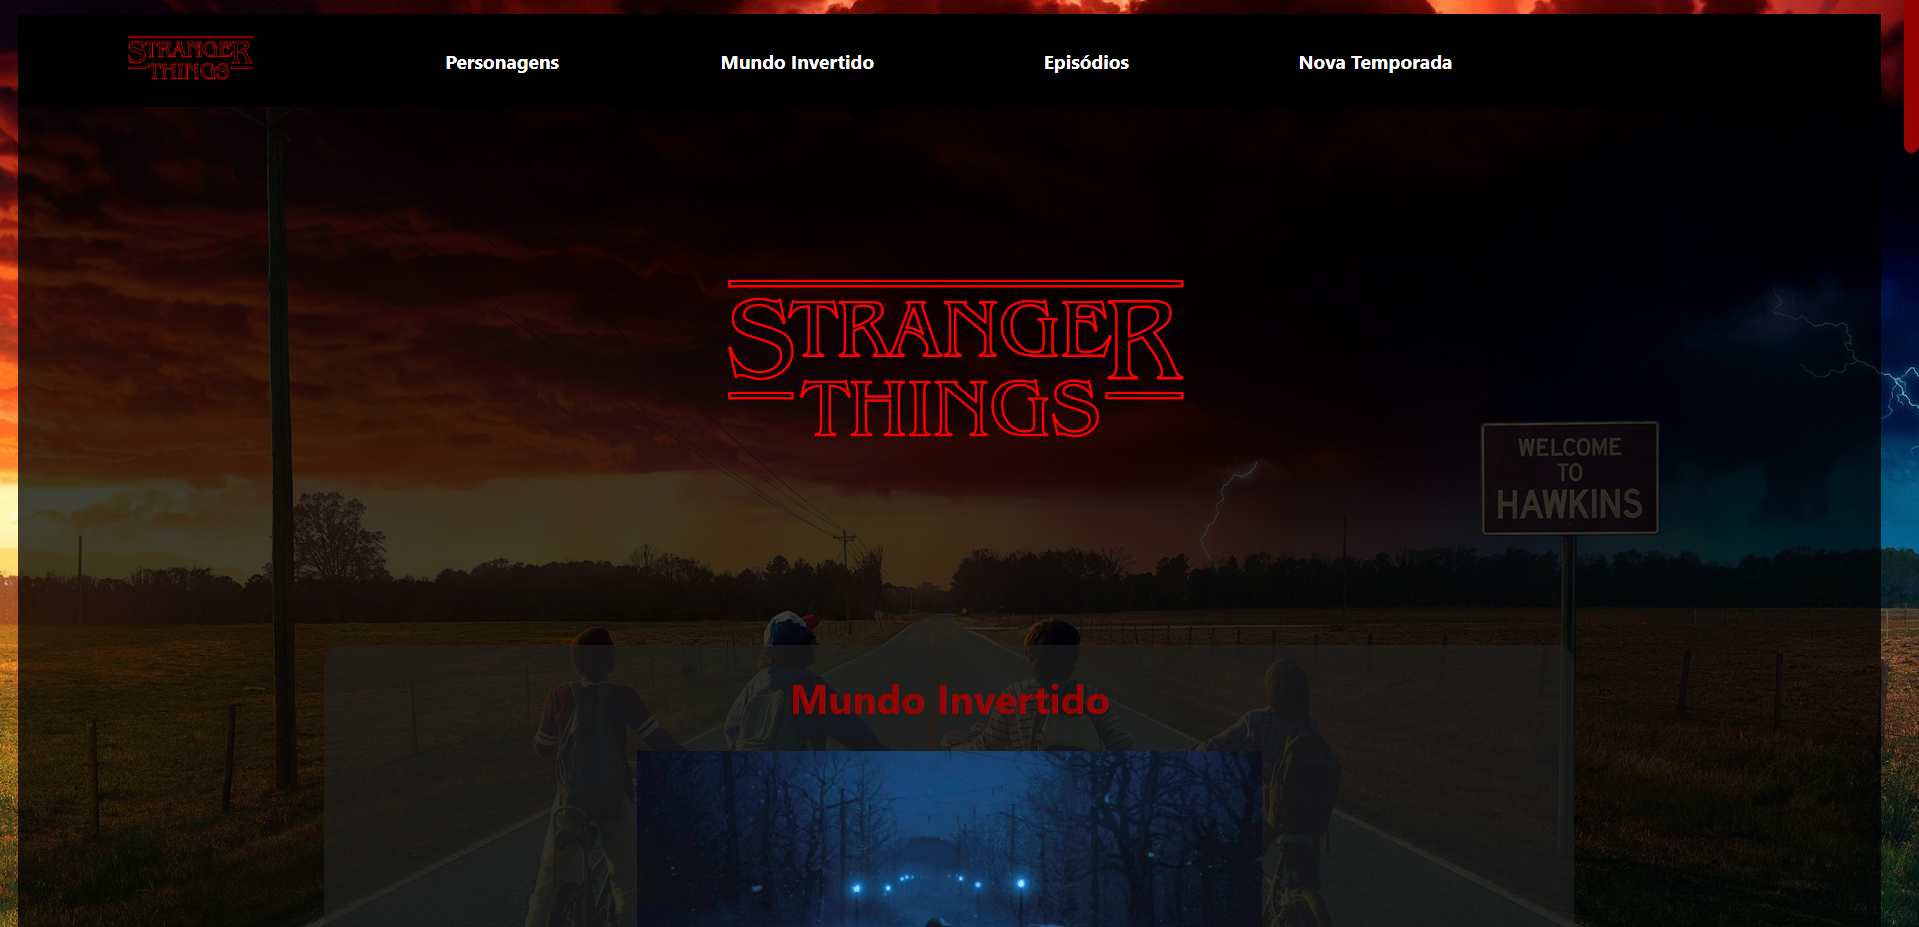 STRANGER
THINGS
Personagens
Mundo Invertido
Episódios
Nova Temporada
STRANGER
THINGS
WELCOME
TO
HAWKINS
Mundo Invertido